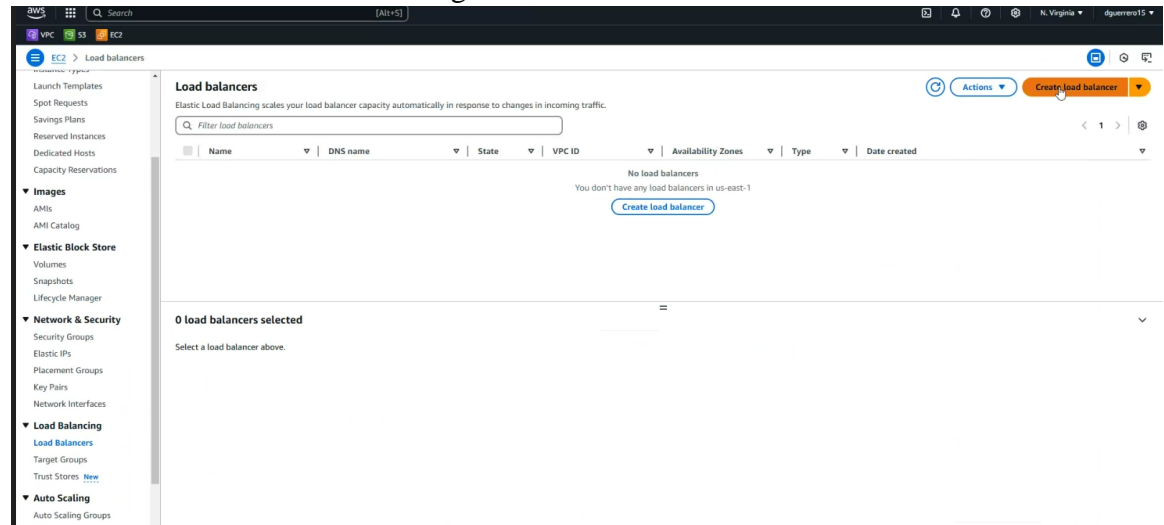 aws Search [Alt+S] N. Virginia ▼ dguerrero15 ▼
VPC S3 EC2
EC2 > Load balancers
Instance Types
Launch Templates
Spot Requests
Savings Plans
Reserved Instances
Dedicated Hosts
Capacity Reservations
▼ Images
AMIs
AMI Catalog
▼ Elastic Block Store
Volumes
Snapshots
Lifecycle Manager
▼ Network & Security
Security Groups
Elastic IPs
Placement Groups
Key Pairs
Network Interfaces
▼ Load Balancing
Load Balancers
Target Groups
Trust Stores New
▼ Auto Scaling
Auto Scaling Groups
Load balancers
Actions ▼ Create load balancer ▼
Elastic Load Balancing scales your load balancer capacity automatically in response to changes in incoming traffic.
Filter load balancers
< 1 >
Name DNS name State VPC ID Availability Zones Type Date created
No load balancers
You don't have any load balancers in us-east-1
Create load balancer
0 load balancers selected
Select a load balancer above.